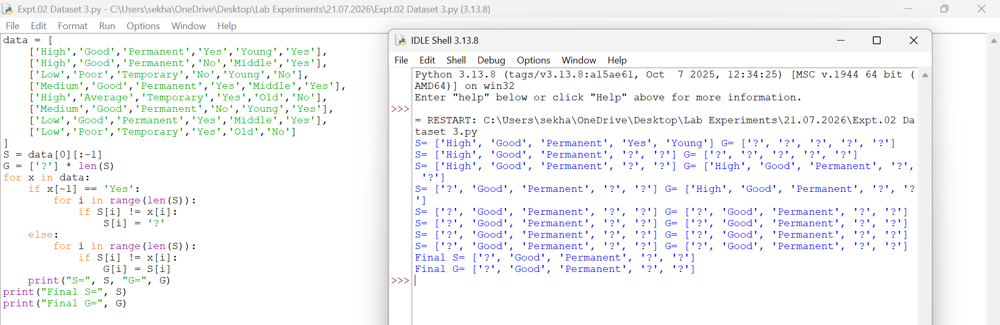 Expt.02 Dataset 3.py - C:\Users\sekha\OneDrive\Desktop\Lab Experiments\21.07.2026\Expt.02 Dataset 3.py (3.13.8)
File Edit Format Run Options Window Help
data = [
    ['High','Good','Permanent','Yes','Young','Yes'],
    ['High','Good','Permanent','No','Middle','Yes'],
    ['Low','Poor','Temporary','No','Young','No'],
    ['Medium','Good','Permanent','Yes','Middle','Yes'],
    ['High','Average','Temporary','Yes','Old','No'],
    ['Medium','Good','Permanent','No','Young','Yes'],
    ['Low','Good','Permanent','Yes','Middle','Yes'],
    ['Low','Poor','Temporary','Yes','Old','No']
]
S = data[0][:-1]
G = ['?'] * len(S)
for x in data:
    if x[-1] == 'Yes':
        for i in range(len(S)):
            if S[i] != x[i]:
                S[i] = '?'
    else:
        for i in range(len(S)):
            if S[i] != x[i]:
                G[i] = S[i]
    print("S=", S, "G=", G)
print("Final S=", S)
print("Final G=", G)
IDLE Shell 3.13.8
File Edit Shell Debug Options Window Help
Python 3.13.8 (tags/v3.13.8:a15ae61, Oct  7 2025, 12:34:25) [MSC v.1944 64 bit (
AMD64)] on win32
Enter "help" below or click "Help" above for more information.
>>>
= RESTART: C:\Users\sekha\OneDrive\Desktop\Lab Experiments\21.07.2026\Expt.02 Da
taset 3.py
S= ['High', 'Good', 'Permanent', 'Yes', 'Young'] G= ['?', '?', '?', '?', '?']
S= ['High', 'Good', 'Permanent', '?', '?'] G= ['?', '?', '?', '?', '?']
S= ['High', 'Good', 'Permanent', '?', '?'] G= ['High', 'Good', 'Permanent', '?',
 '?']
S= ['?', 'Good', 'Permanent', '?', '?'] G= ['High', 'Good', 'Permanent', '?', '?
']
S= ['?', 'Good', 'Permanent', '?', '?'] G= ['?', 'Good', 'Permanent', '?', '?']
S= ['?', 'Good', 'Permanent', '?', '?'] G= ['?', 'Good', 'Permanent', '?', '?']
S= ['?', 'Good', 'Permanent', '?', '?'] G= ['?', 'Good', 'Permanent', '?', '?']
S= ['?', 'Good', 'Permanent', '?', '?'] G= ['?', 'Good', 'Permanent', '?', '?']
Final S= ['?', 'Good', 'Permanent', '?', '?']
Final G= ['?', 'Good', 'Permanent', '?', '?']
>>>